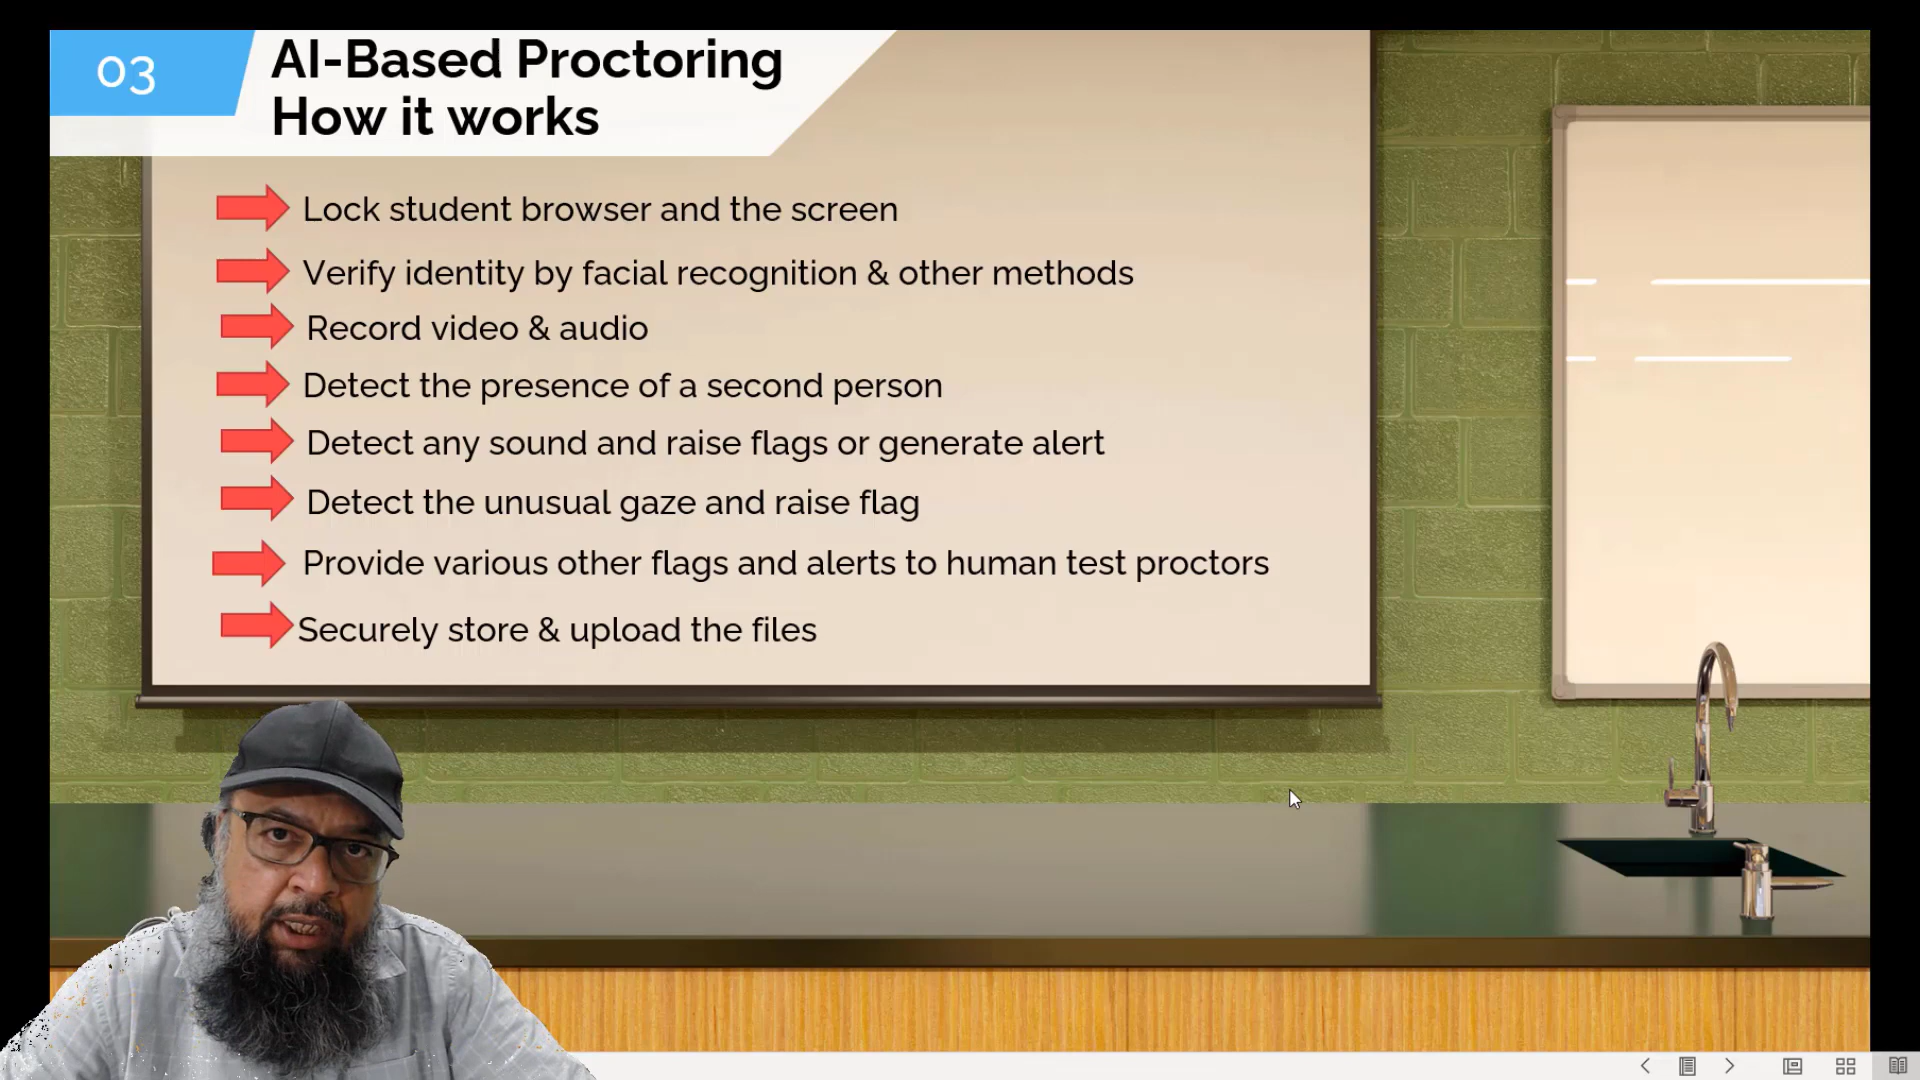 03
AI-Based Proctoring
How it works
Lock student browser and the screen
Verify identity by facial recognition & other methods
Record video & audio
Detect the presence of a second person
Detect any sound and raise flags or generate alert
Detect the unusual gaze and raise flag
Provide various other flags and alerts to human test proctors
Securely store & upload the files